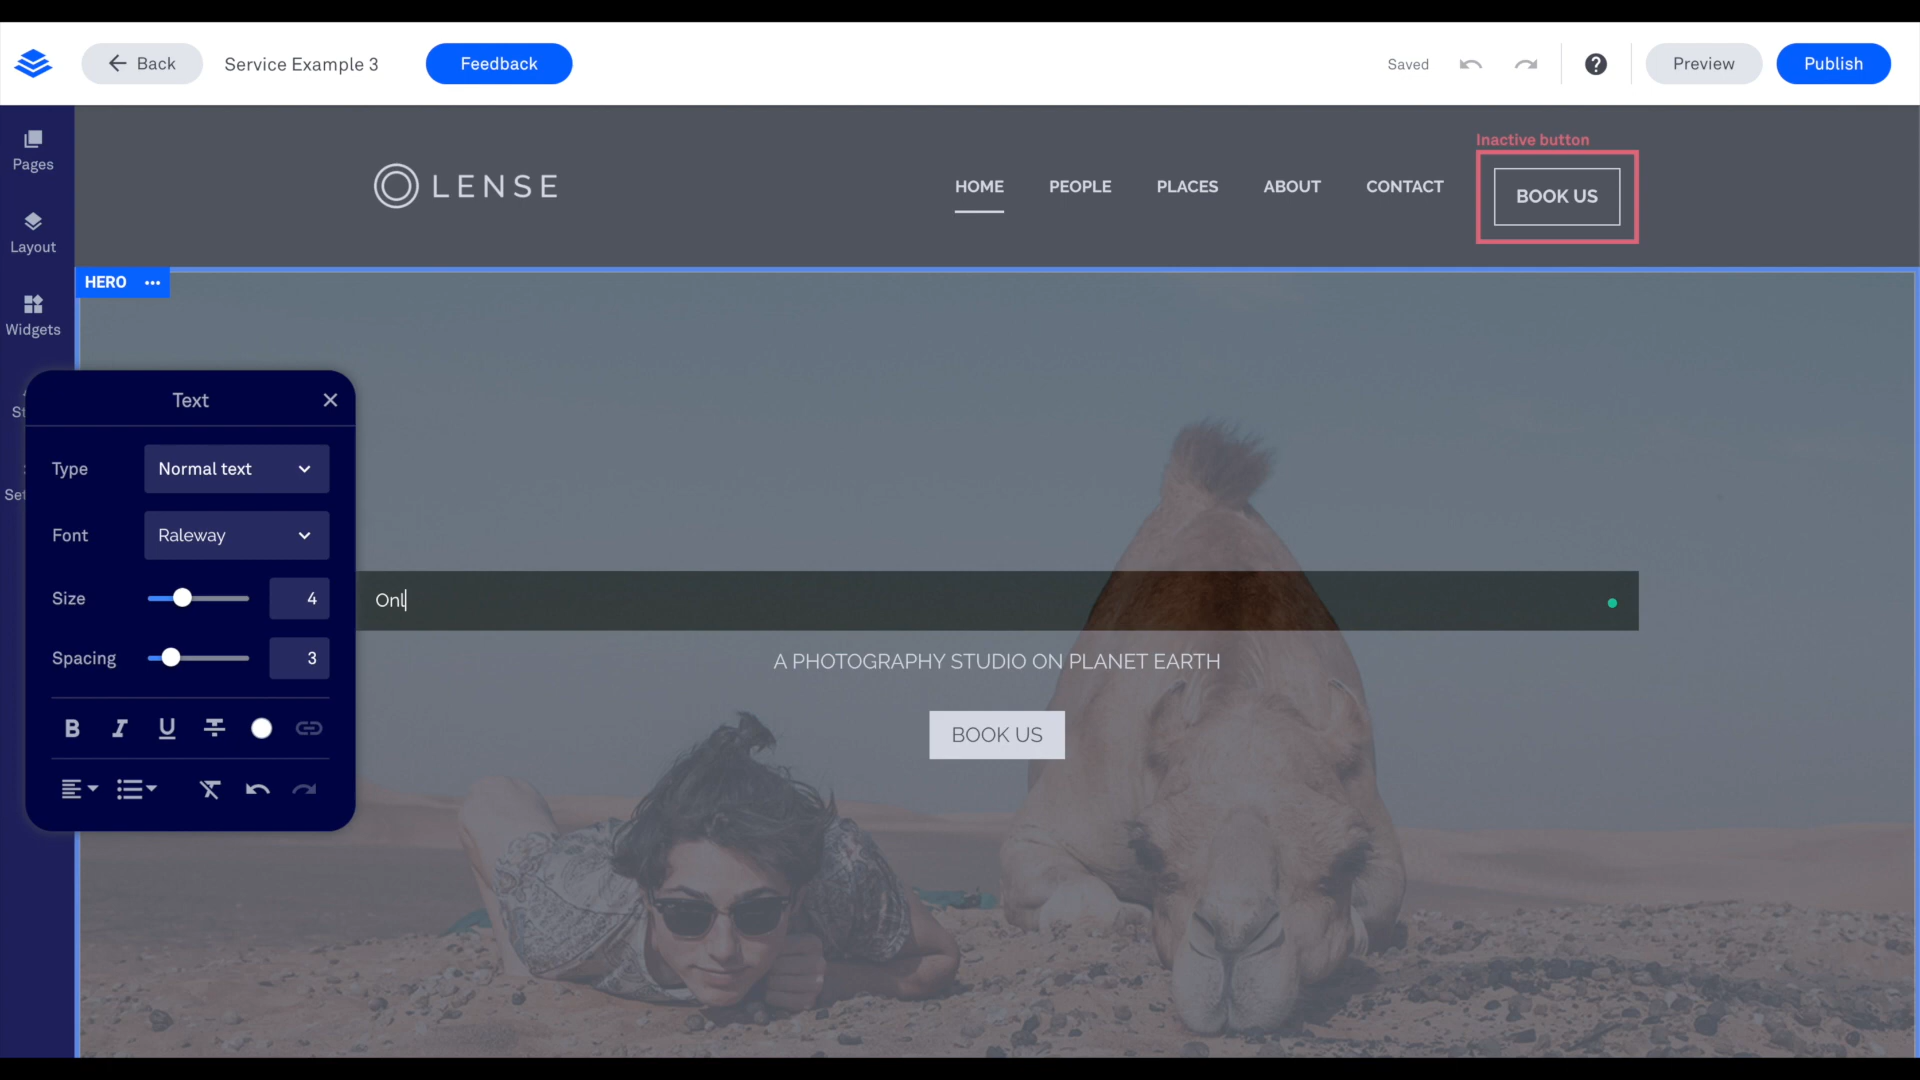 Back
Service Example 3
Feedback
Saved
?
Preview
Publish
Pages
Layout
Widgets
St
Set
LENSE
HOME
PEOPLE
PLACES
ABOUT
CONTACT
Inactive button
BOOK US
HERO
Text
Type
Normal text
Font
Raleway
Size
4
Spacing
3
B I U T
Onl
A PHOTOGRAPHY STUDIO ON PLANET EARTH
BOOK US